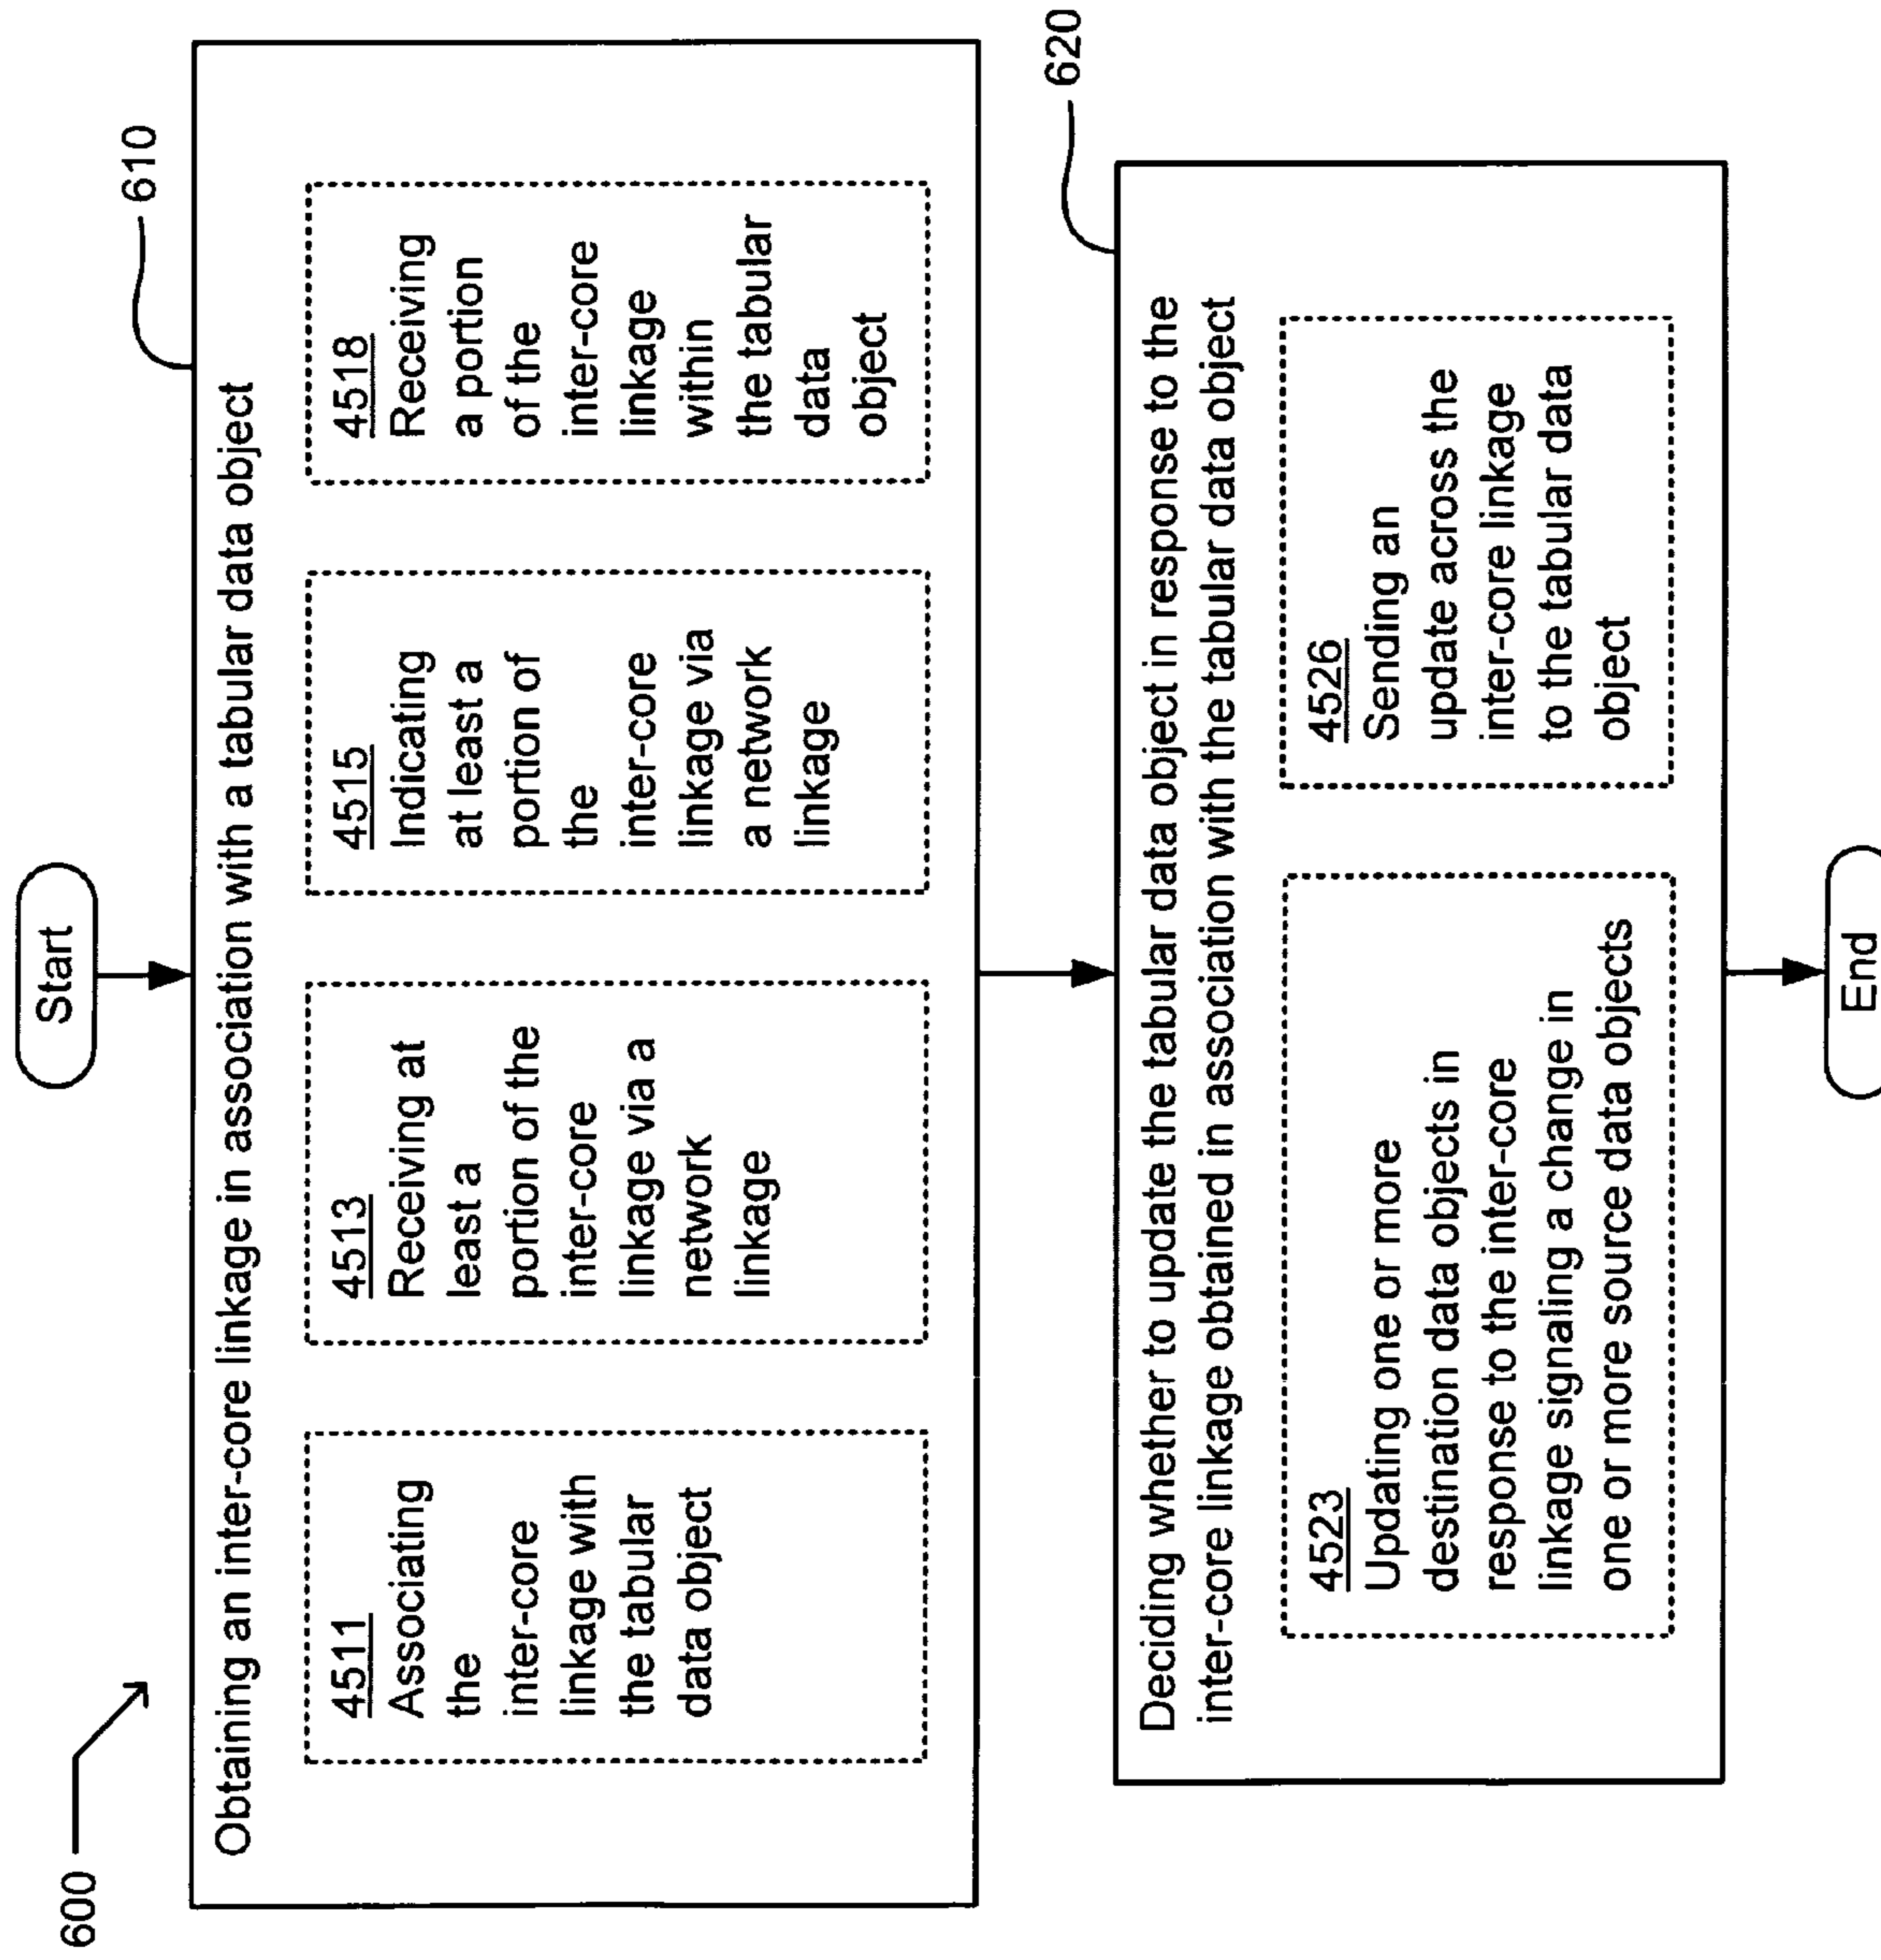 600
Start
610
Obtaining an inter-core linkage in association with a tabular data object
4511
Associating
the
inter-core
linkage with
the tabular
data object
4513
Receiving at
least a
portion of the
inter-core
linkage via a
network
linkage
4515
Indicating
at least a
portion of
the
inter-core
linkage via
a network
linkage
4518
Receiving
a portion
of the
inter-core
linkage
within
the tabular
data
object
620
Deciding whether to update the tabular data object in response to the
inter-core linkage obtained in association with the tabular data object
4523
Updating one or more
destination data objects in
response to the inter-core
linkage signaling a change in
one or more source data objects
4526
Sending an
update across the
inter-core linkage
to the tabular data
object
End